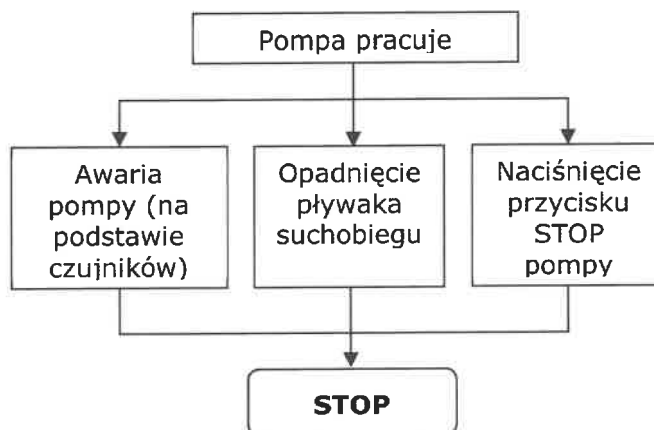 Pompa pracuje
Awaria
pompy (na
podstawie
czujników)
Opadnięcie
pływaka
suchobiegu
Naciśnięcie
przycisku
STOP
pompy
STOP